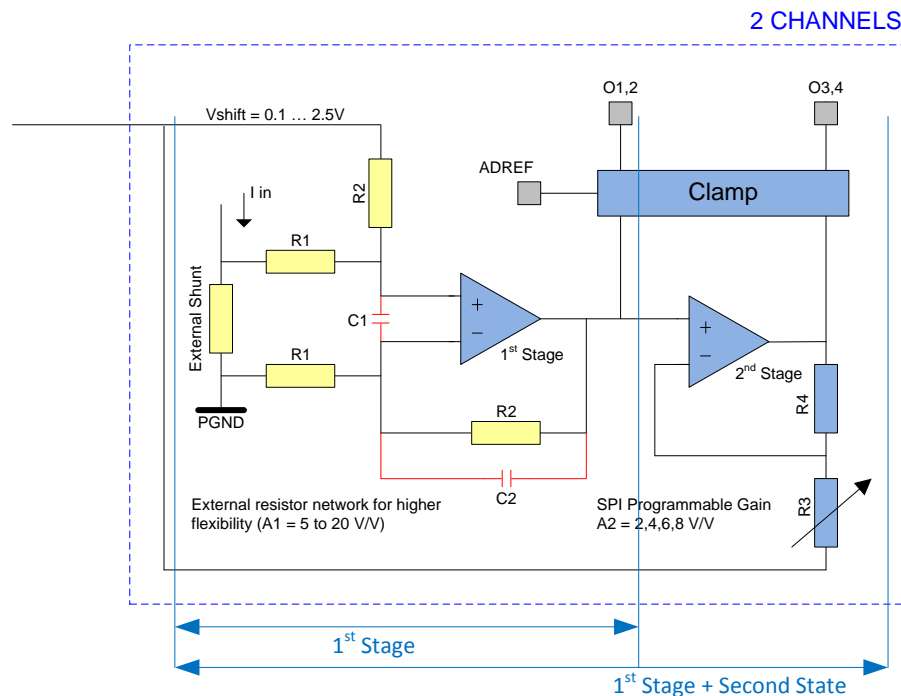 2 CHANNELS
O1,2
O3,4
Vshift = 0.1 … 2.5V
ADREF
Clamp
I in
R2
R1
External Shunt
C1
+
−
1st Stage
+
−
2nd Stage
R1
R4
PGND
R2
C2
R3
External resistor network for higher
flexibility (A1 = 5 to 20 V/V)
SPI Programmable Gain
A2 = 2,4,6,8 V/V
1st Stage
1st Stage + Second State